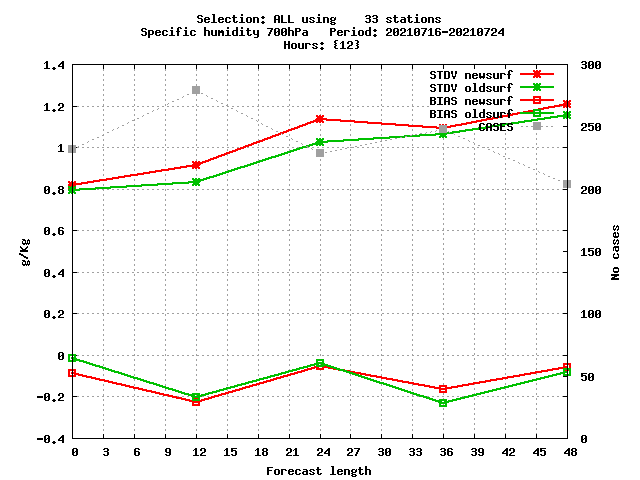 Selection: ALL using    33 stations
Specific humidity 700hPa   Period: 20210716-20210724
Hours: {12}
STDV newsurf
STDV oldsurf
BIAS newsurf
BIAS oldsurf
CASES
1.4
1.2
1
0.8
0.6
0.4
0.2
0
-0.2
-0.4
g/Kg
300
250
200
150
100
50
0
No cases
0 3 6 9 12 15 18 21 24 27 30 33 36 39 42 45 48
Forecast length